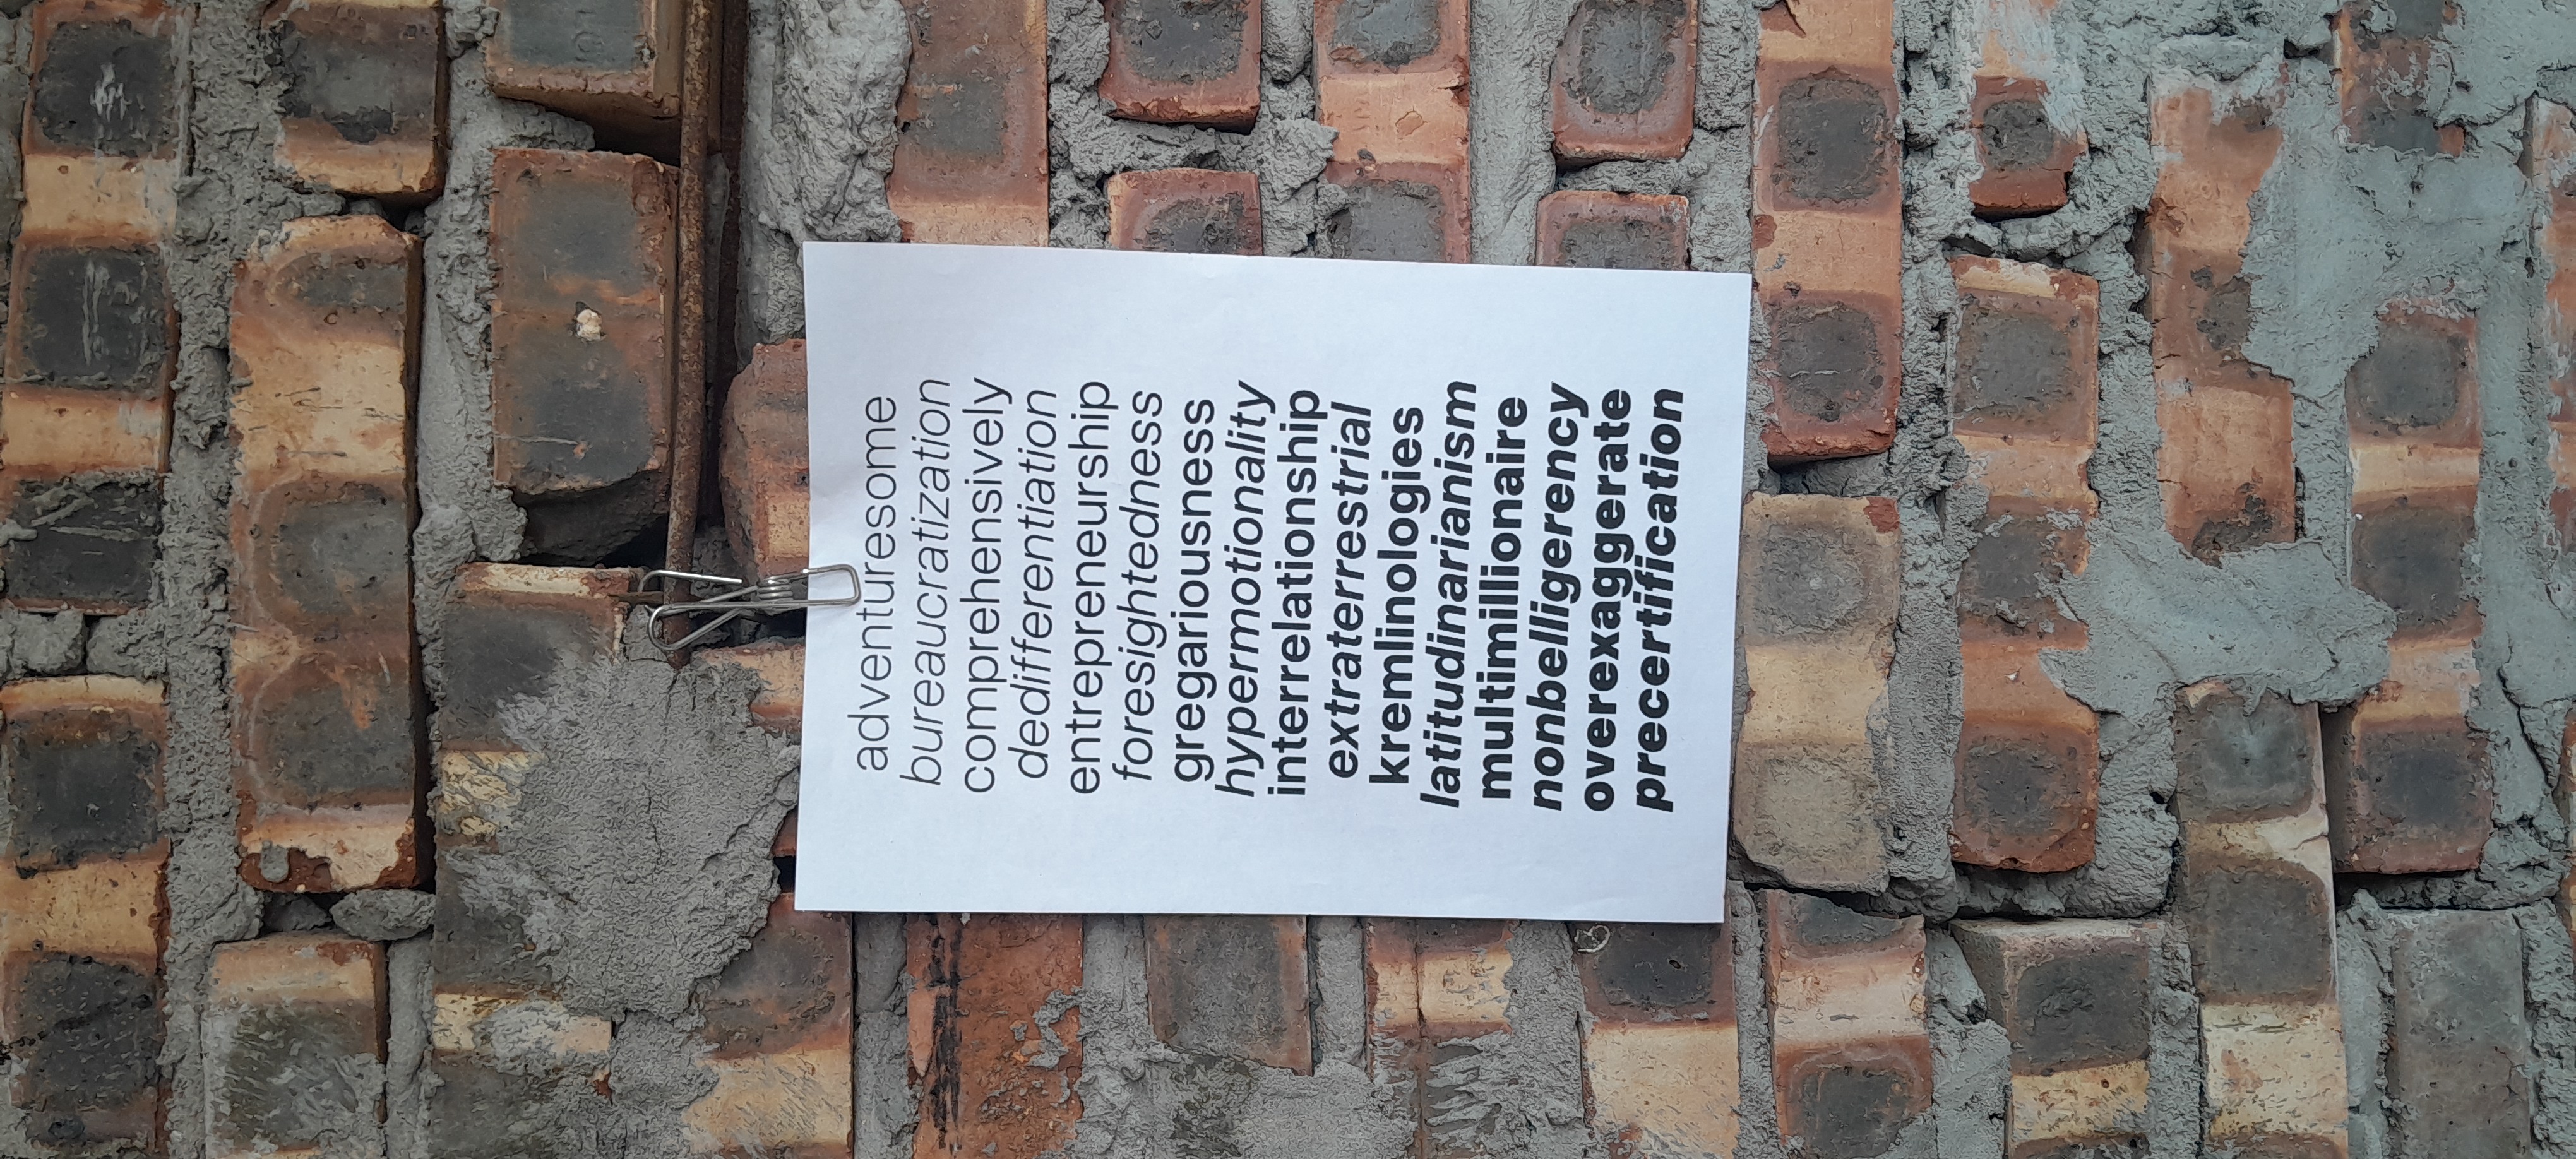 adventuresome
bureaucratization
comprehensively
dedifferentiation
entrepreneurship
foresightedness
gregariousness
hypermotionality
interrelationship
extraterrestrial
kremlinologies
latitudinarianism
multimillionaire
nonbelligerency
overexaggerate
precertification